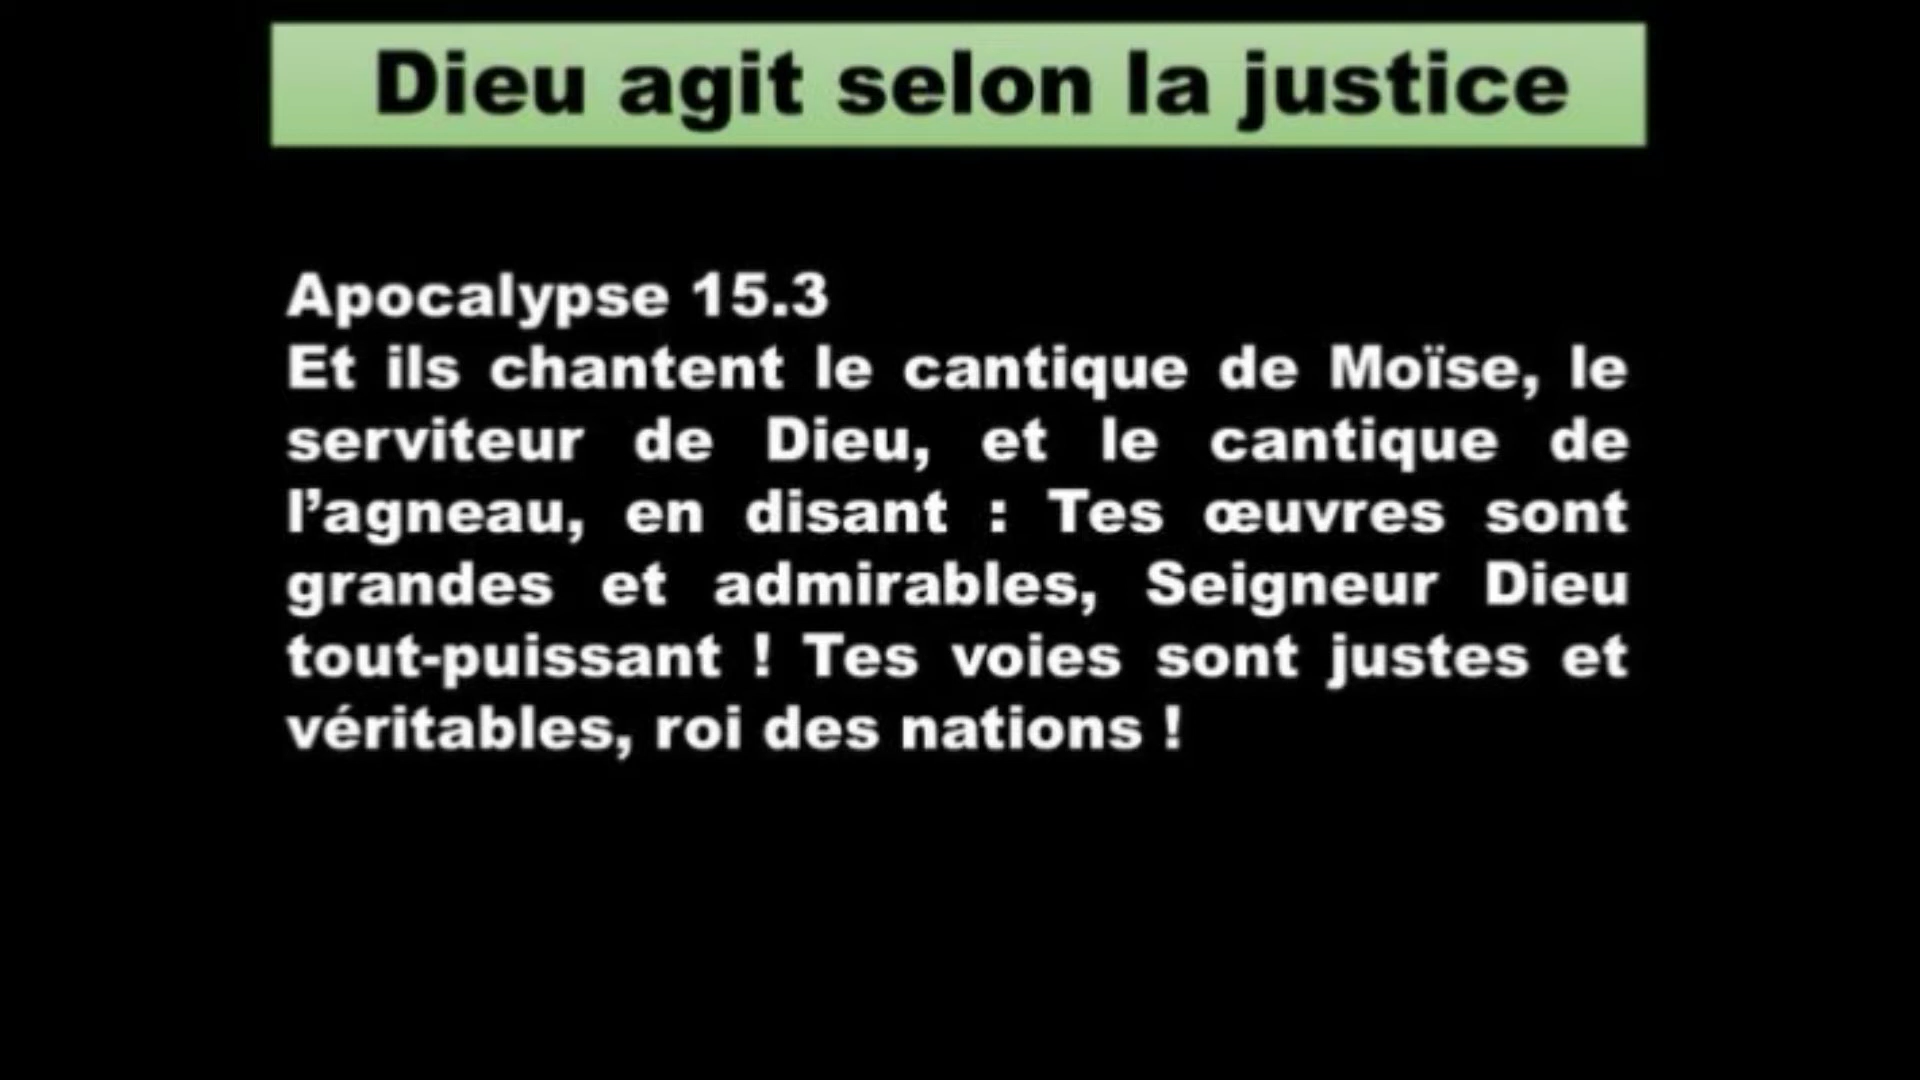 Dieu agit selon la justice
Apocalypse 15.3
Et ils chantent le cantique de Moïse, le
serviteur de Dieu, et le cantique de
l’agneau, en disant : Tes œuvres sont
grandes et admirables, Seigneur Dieu
tout-puissant ! Tes voies sont justes et
véritables, roi des nations !